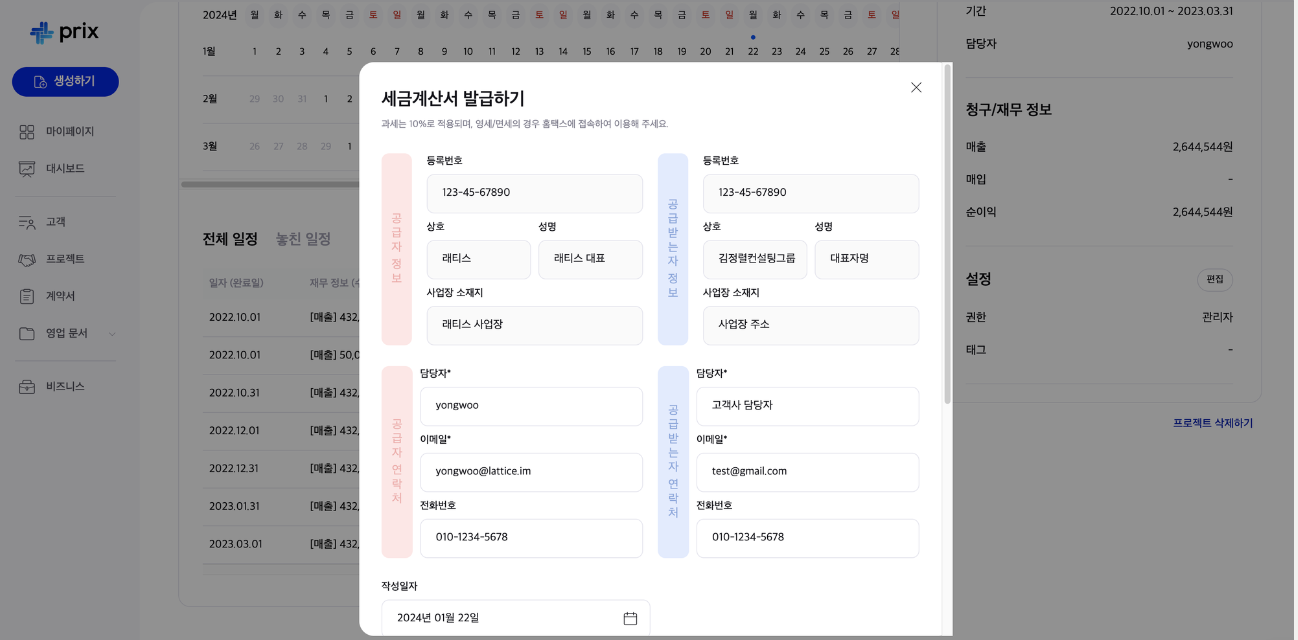 prix
생성하기
마이페이지
대시보드
고객
프로젝트
계약서
영업 문서
비즈니스
2024년 월 화 수 목 금 토 일 월 화 수 목 금 토 일 월 화 수 목 금 토 일 월 화 수 목 금 토 일
1월 1 2 3 4 5 6 7 8 9 10 11 12 13 14 15 16 17 18 19 20 21 22 23 24 25 26 27 28
2월 29 30 31 1 2
3월 26 27 28 29 1
전체 일정 놓친 일정
일자 (완료일) 재무 정보
2022.10.01 [매출] 432,
2022.10.01 [매출] 50,0
2022.10.31 [매출] 432,
2022.12.01 [매출] 432,
2022.12.31 [매출] 432,
2023.01.31 [매출] 432,
2023.03.01 [매출] 432,
세금계산서 발급하기
과세는 10%로 적용되며, 영세/면세의 경우 홈택스에 접속하여 이용해 주세요.
공급자 정보
등록번호
123-45-67890
상호 성명
래티스 래티스 대표
사업장 소재지
래티스 사업장
공급받는자 정보
등록번호
123-45-67890
상호 성명
김정렬컨설팅그룹 대표자명
사업장 소재지
사업장 주소
공급자 연락처
담당자*
yongwoo
이메일*
yongwoo@lattice.im
전화번호
010-1234-5678
공급받는자 연락처
담당자*
고객사 담당자
이메일*
test@gmail.com
전화번호
010-1234-5678
작성일자
2024년 01월 22일
기간 2022.10.01 ~ 2023.03.31
담당자 yongwoo
청구/재무 정보
매출 2,644,544원
매입 -
순이익 2,644,544원
설정 편집
권한 관리자
태그 -
프로젝트 삭제하기